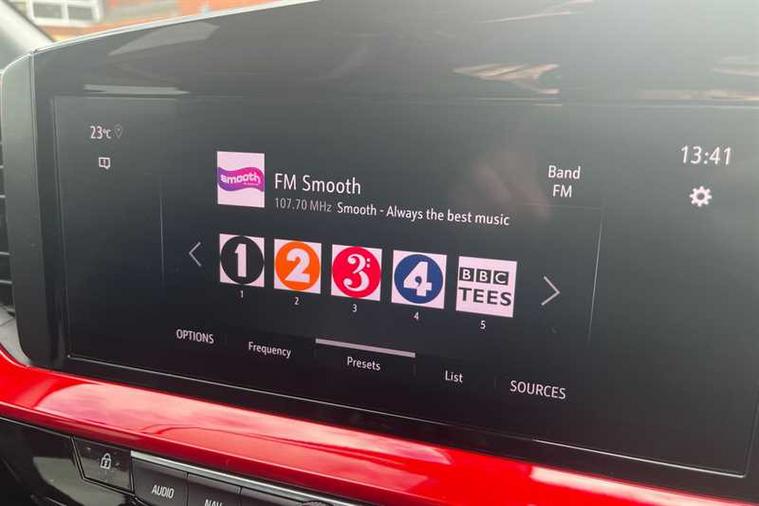 23°C
13:41
smooth
FM Smooth
107.70 MHz Smooth - Always the best music
Band
FM
1 2 3: 4 BBC
TEES
1 2 3 4 5
OPTIONS Frequency Presets List SOURCES
AUDIO NAV